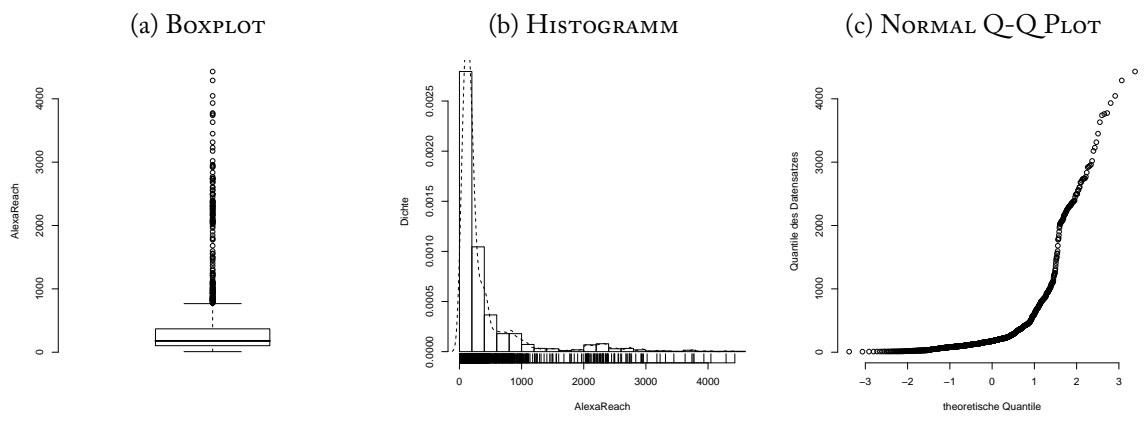 (a) Boxplot
AlexaReach
0
1000
2000
3000
4000
(b) Histogramm
Dichte
0.0000
0.0005
0.0010
0.0015
0.0020
0.0025
0 1000 2000 3000 4000
AlexaReach
(c) Normal Q-Q Plot
Quantile des Datensatzes
0
1000
2000
3000
4000
−3 −2 −1 0 1 2 3
theoretische Quantile